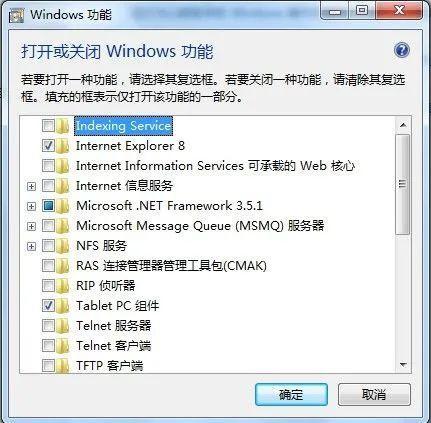 Windows 功能
打开或关闭 Windows 功能
若要打开一种功能，请选择其复选框。若要关闭一种功能，请清除其复选
框。填充的框表示仅打开该功能的一部分。
Indexing Service
Internet Explorer 8
Internet Information Services 可承载的 Web 核心
Internet 信息服务
Microsoft .NET Framework 3.5.1
Microsoft Message Queue (MSMQ) 服务器
NFS 服务
RAS 连接管理器管理工具包(CMAK)
RIP 侦听器
Tablet PC 组件
Telnet 服务器
Telnet 客户端
TFTP 客户端
确定
取消